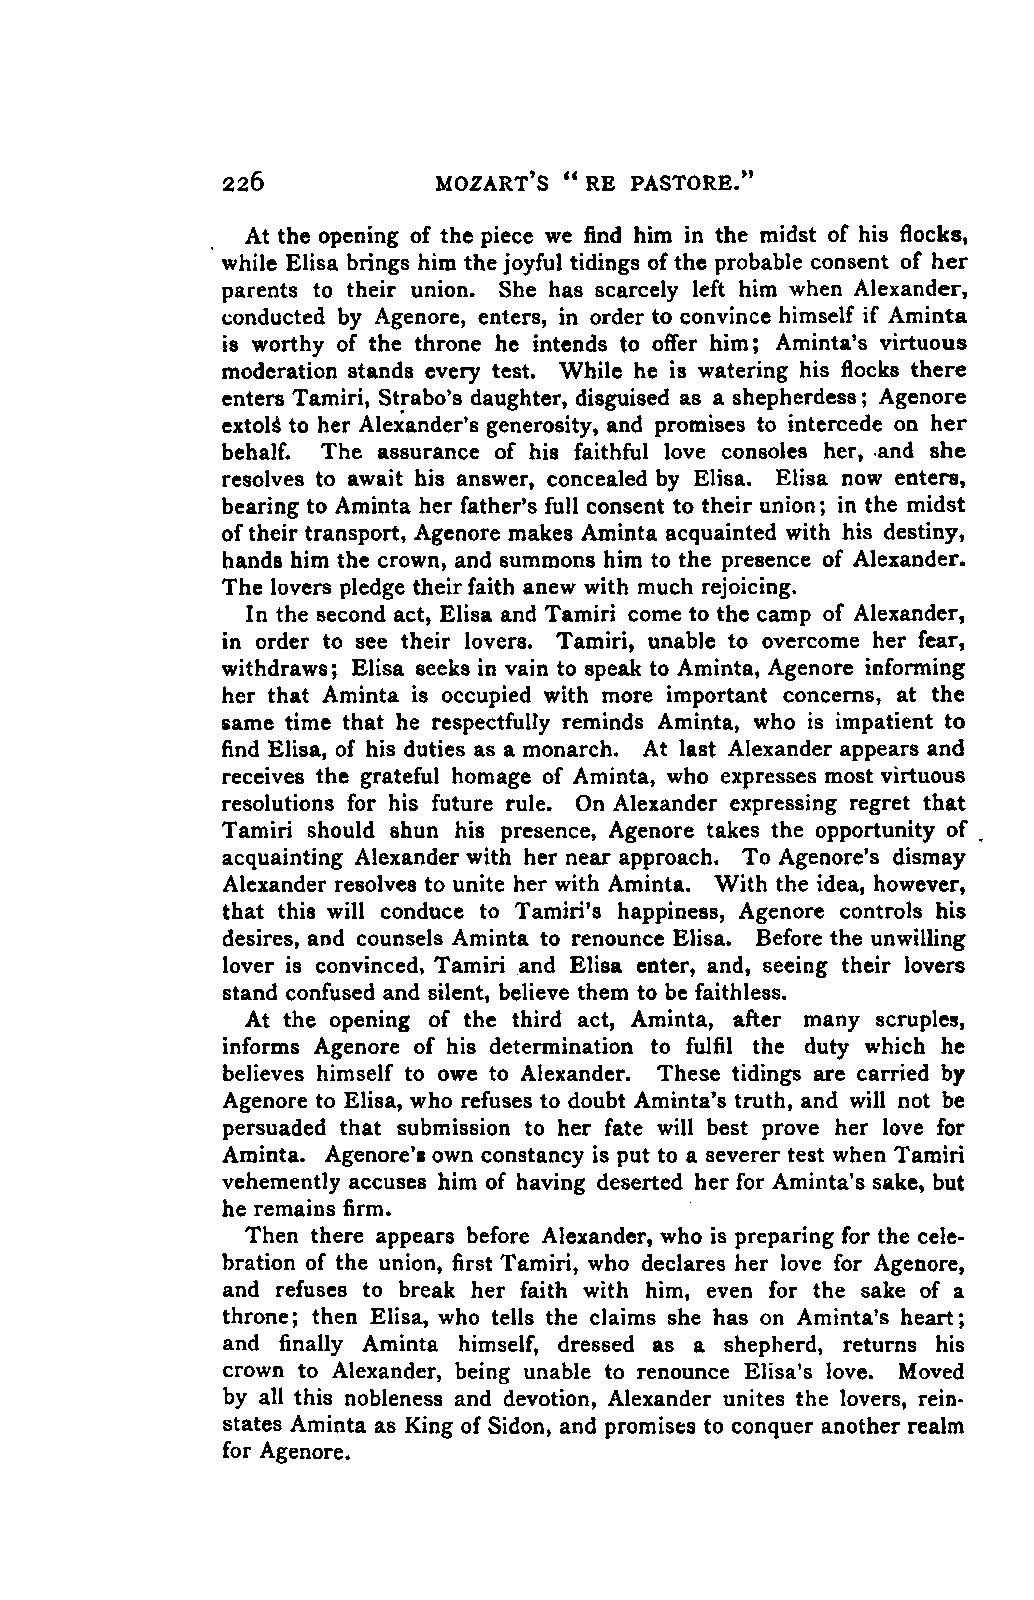 226 MOZART'S "RE PASTORE."
At the opening of the piece we find him in the midst of his flocks,
while Elisa brings him the joyful tidings of the probable consent of her
parents to their union. She has scarcely left him when Alexander,
conducted by Agenore, enters, in order to convince himself if Aminta
is worthy of the throne he intends to offer him; Aminta's virtuous
moderation stands every test. While he is watering his flocks there
enters Tamiri, Strabo's daughter, disguised as a shepherdess; Agenore
extols to her Alexander's generosity, and promises to intercede on her
behalf. The assurance of his faithful love consoles her, and she
resolves to await his answer, concealed by Elisa. Elisa now enters,
bearing to Aminta her father's full consent to their union; in the midst
of their transport, Agenore makes Aminta acquainted with his destiny,
hands him the crown, and summons him to the presence of Alexander.
The lovers pledge their faith anew with much rejoicing.
In the second act, Elisa and Tamiri come to the camp of Alexander,
in order to see their lovers. Tamiri, unable to overcome her fear,
withdraws; Elisa seeks in vain to speak to Aminta, Agenore informing
her that Aminta is occupied with more important concerns, at the
same time that he respectfully reminds Aminta, who is impatient to
find Elisa, of his duties as a monarch. At last Alexander appears and
receives the grateful homage of Aminta, who expresses most virtuous
resolutions for his future rule. On Alexander expressing regret that
Tamiri should shun his presence, Agenore takes the opportunity of
acquainting Alexander with her near approach. To Agenore's dismay
Alexander resolves to unite her with Aminta. With the idea, however,
that this will conduce to Tamiri's happiness, Agenore controls his
desires, and counsels Aminta to renounce Elisa. Before the unwilling
lover is convinced, Tamiri and Elisa enter, and, seeing their lovers
stand confused and silent, believe them to be faithless.
At the opening of the third act, Aminta, after many scruples,
informs Agenore of his determination to fulfil the duty which he
believes himself to owe to Alexander. These tidings are carried by
Agenore to Elisa, who refuses to doubt Aminta's truth, and will not be
persuaded that submission to her fate will best prove her love for
Aminta. Agenore's own constancy is put to a severer test when Tamiri
vehemently accuses him of having deserted her for Aminta's sake, but
he remains firm.
Then there appears before Alexander, who is preparing for the cele-
bration of the union, first Tamiri, who declares her love for Agenore,
and refuses to break her faith with him, even for the sake of a
throne; then Elisa, who tells the claims she has on Aminta's heart;
and finally Aminta himself, dressed as a shepherd, returns his
crown to Alexander, being unable to renounce Elisa's love. Moved
by all this nobleness and devotion, Alexander unites the lovers, rein-
states Aminta as King of Sidon, and promises to conquer another realm
for Agenore.